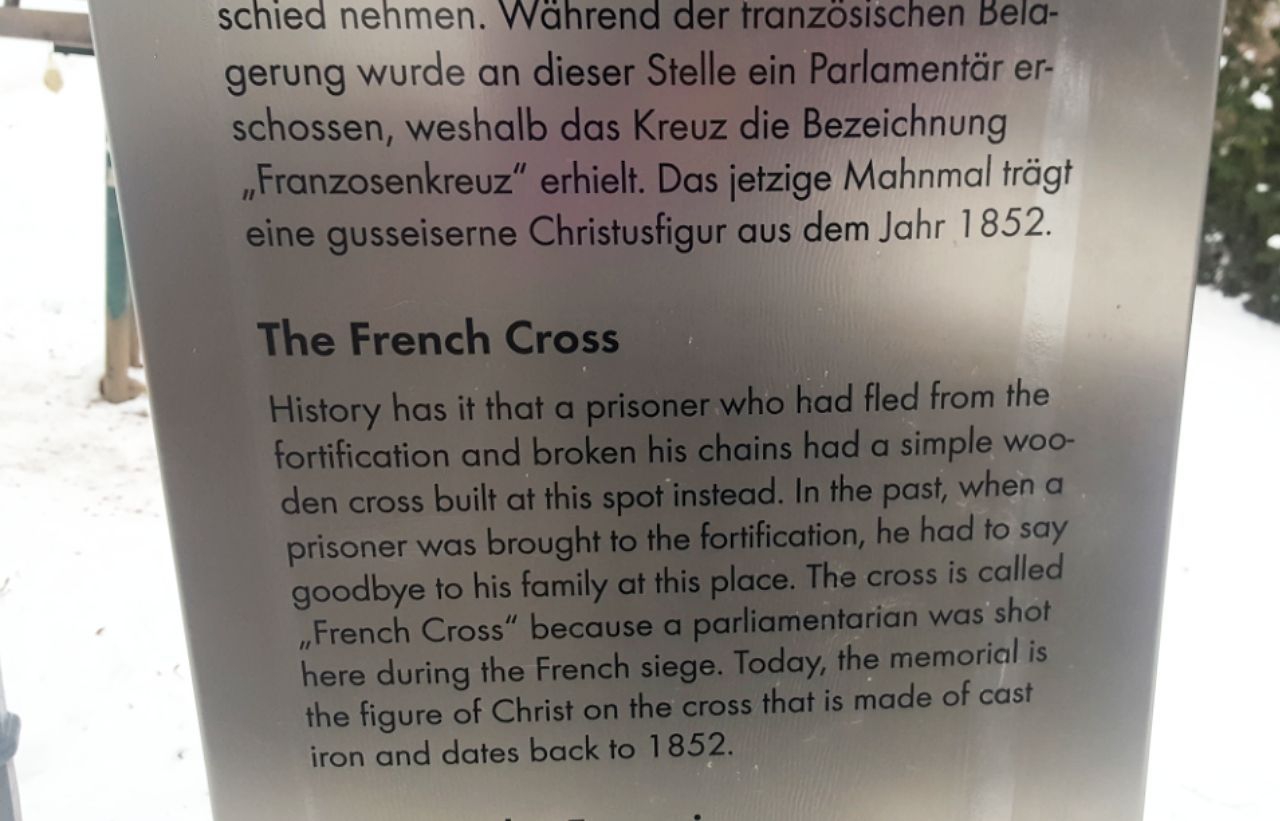 schied nehmen. Während der französischen Bela-
gerung wurde an dieser Stelle ein Parlamentär er-
schossen, weshalb das Kreuz die Bezeichnung
„Franzosenkreuz“ erhielt. Das jetzige Mahnmal trägt
eine gusseiserne Christusfigur aus dem Jahr 1852.
The French Cross
History has it that a prisoner who had fled from the
fortification and broken his chains had a simple woo-
den cross built at this spot instead. In the past, when a
prisoner was brought to the fortification, he had to say
goodbye to his family at this place. The cross is called
„French Cross“ because a parliamentarian was shot
here during the French siege. Today, the memorial is
the figure of Christ on the cross that is made of cast
iron and dates back to 1852.